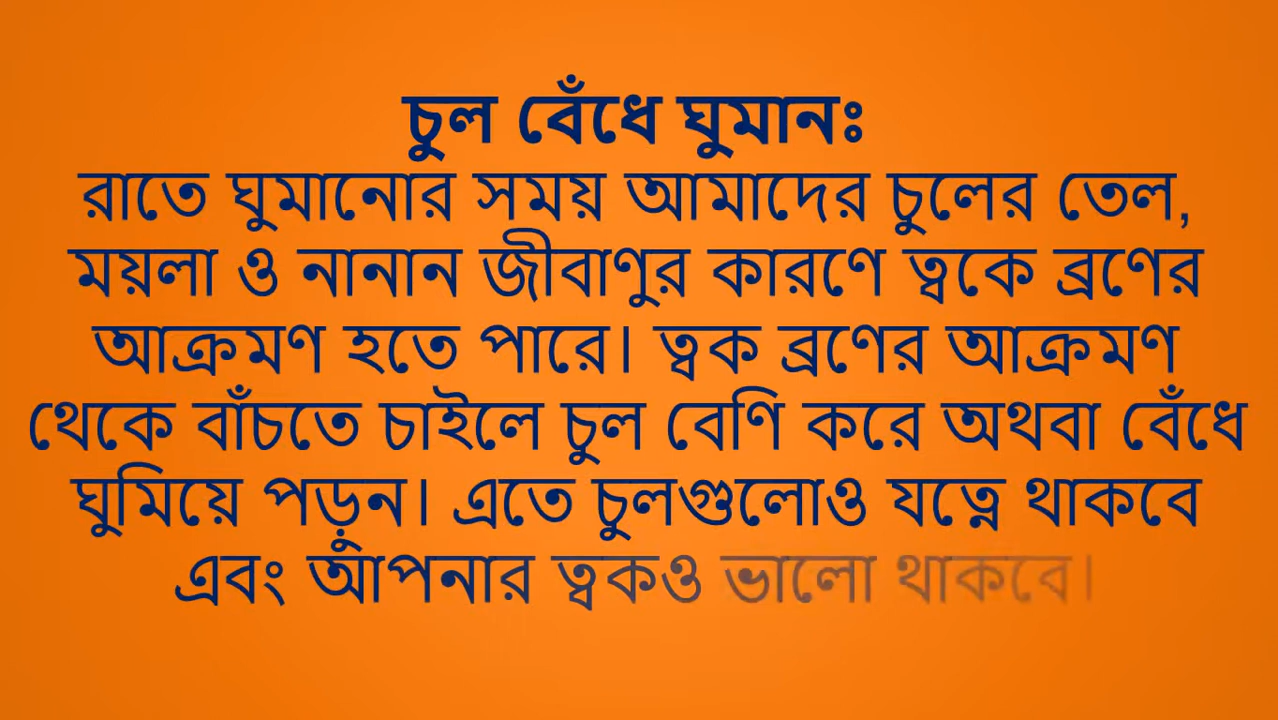 চুল বেঁধে ঘুমানঃ
রাতে ঘুমানোর সময় আমাদের চুলের তেল,
ময়লা ও নানান জীবাণুর কারণে ত্বকে ব্রণের
আক্রমণ হতে পারে। ত্বক ব্রণের আক্রমণ
থেকে বাঁচতে চাইলে চুল বেণি করে অথবা বেঁধে
ঘুমিয়ে পড়ুন। এতে চুলগুলোও যত্নে থাকবে
এবং আপনার ত্বকও ভালো থাকবে।